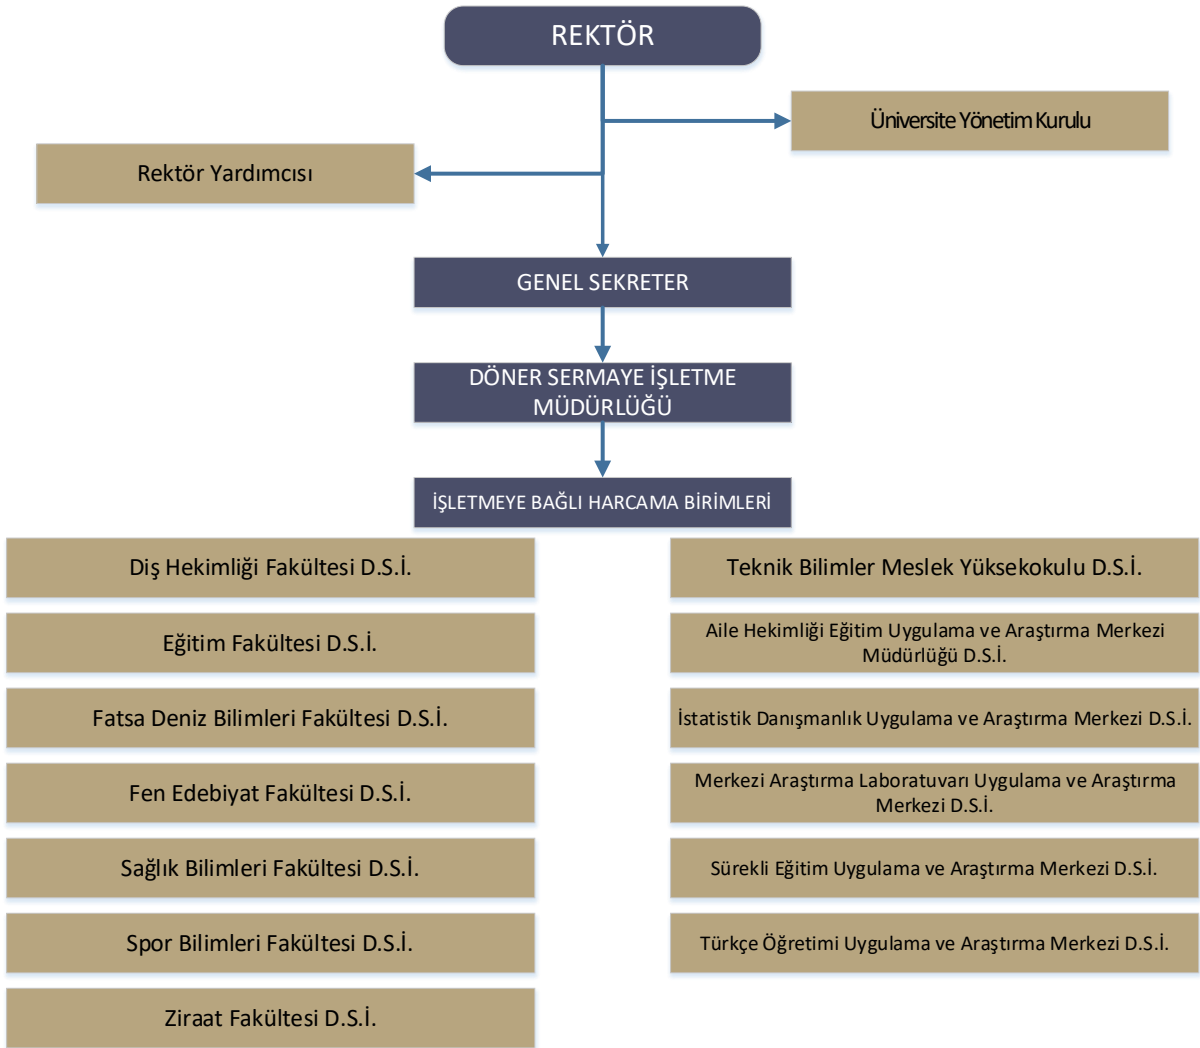 REKTÖR
Üniversite Yönetim Kurulu
Rektör Yardımcısı
GENEL SEKRETER
DÖNER SERMAYE İŞLETME
MÜDÜRLÜĞÜ
İŞLETMEYE BAĞLI HARCAMA BİRİMLERİ
Diş Hekimliği Fakültesi D.S.İ.
Eğitim Fakültesi D.S.İ.
Fatsa Deniz Bilimleri Fakültesi D.S.İ.
Fen Edebiyat Fakültesi D.S.İ.
Sağlık Bilimleri Fakültesi D.S.İ.
Spor Bilimleri Fakültesi D.S.İ.
Ziraat Fakültesi D.S.İ.
Teknik Bilimler Meslek Yüksekokulu D.S.İ.
Aile Hekimliği Eğitim Uygulama ve Araştırma Merkezi
Müdürlüğü D.S.İ.
İstatistik Danışmanlık Uygulama ve Araştırma Merkezi D.S.İ.
Merkezi Araştırma Laboratuvarı Uygulama ve Araştırma
Merkezi D.S.İ.
Sürekli Eğitim Uygulama ve Araştırma Merkezi D.S.İ.
Türkçe Öğretimi Uygulama ve Araştırma Merkezi D.S.İ.